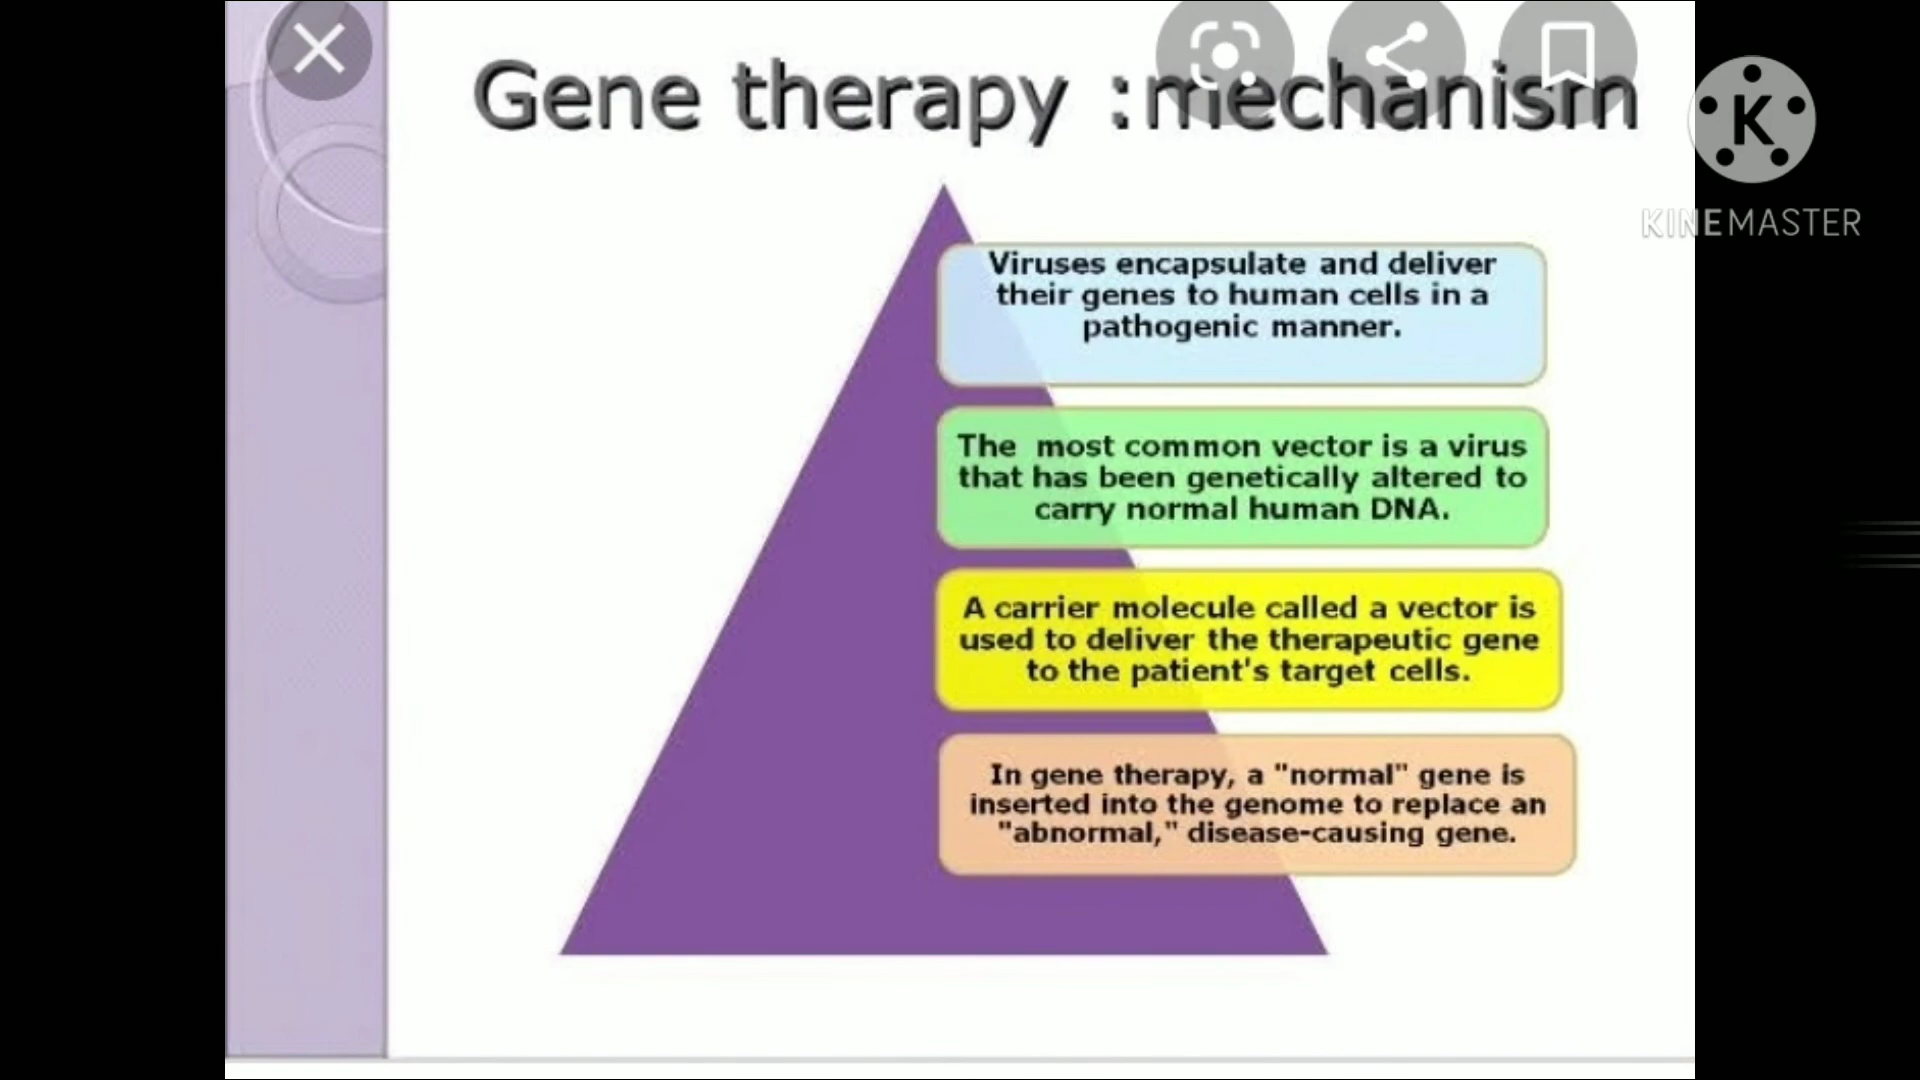 Gene therapy :mechanism
K
KINEMASTER
Viruses encapsulate and deliver
their genes to human cells in a
pathogenic manner.
The most common vector is a virus
that has been genetically altered to
carry normal human DNA.
A carrier molecule called a vector is
used to deliver the therapeutic gene
to the patient's target cells.
In gene therapy, a "normal" gene is
inserted into the genome to replace an
"abnormal," disease-causing gene.